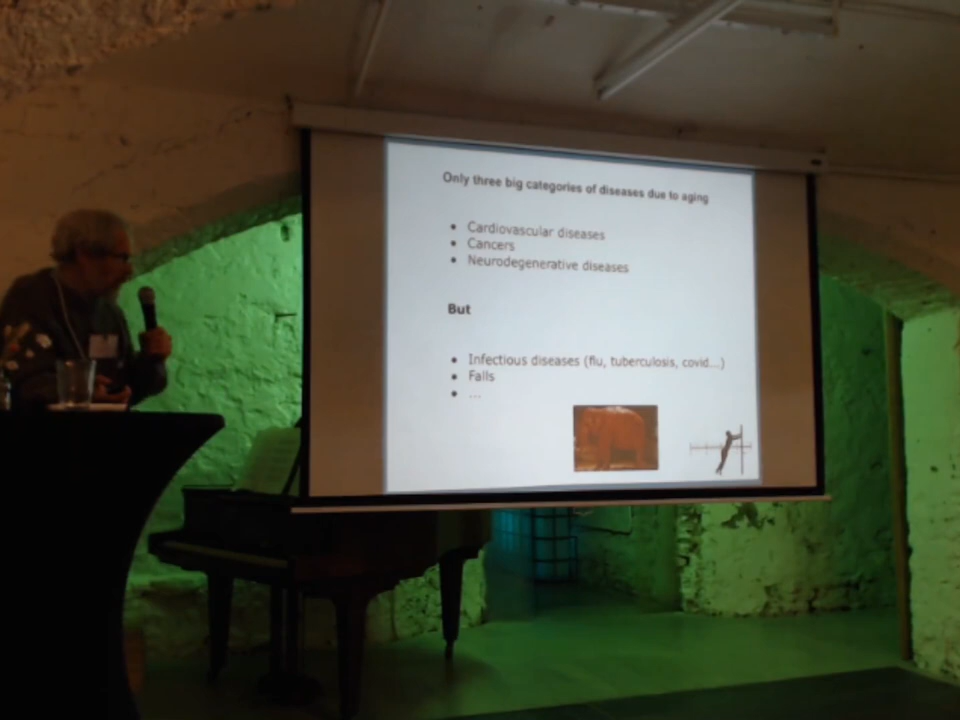 Only three big categories of diseases due to aging
• Cardiovascular diseases
• Cancers
• Neurodegenerative diseases
But
• Infectious diseases (flu, tuberculosis, covid...)
• Falls
• ...